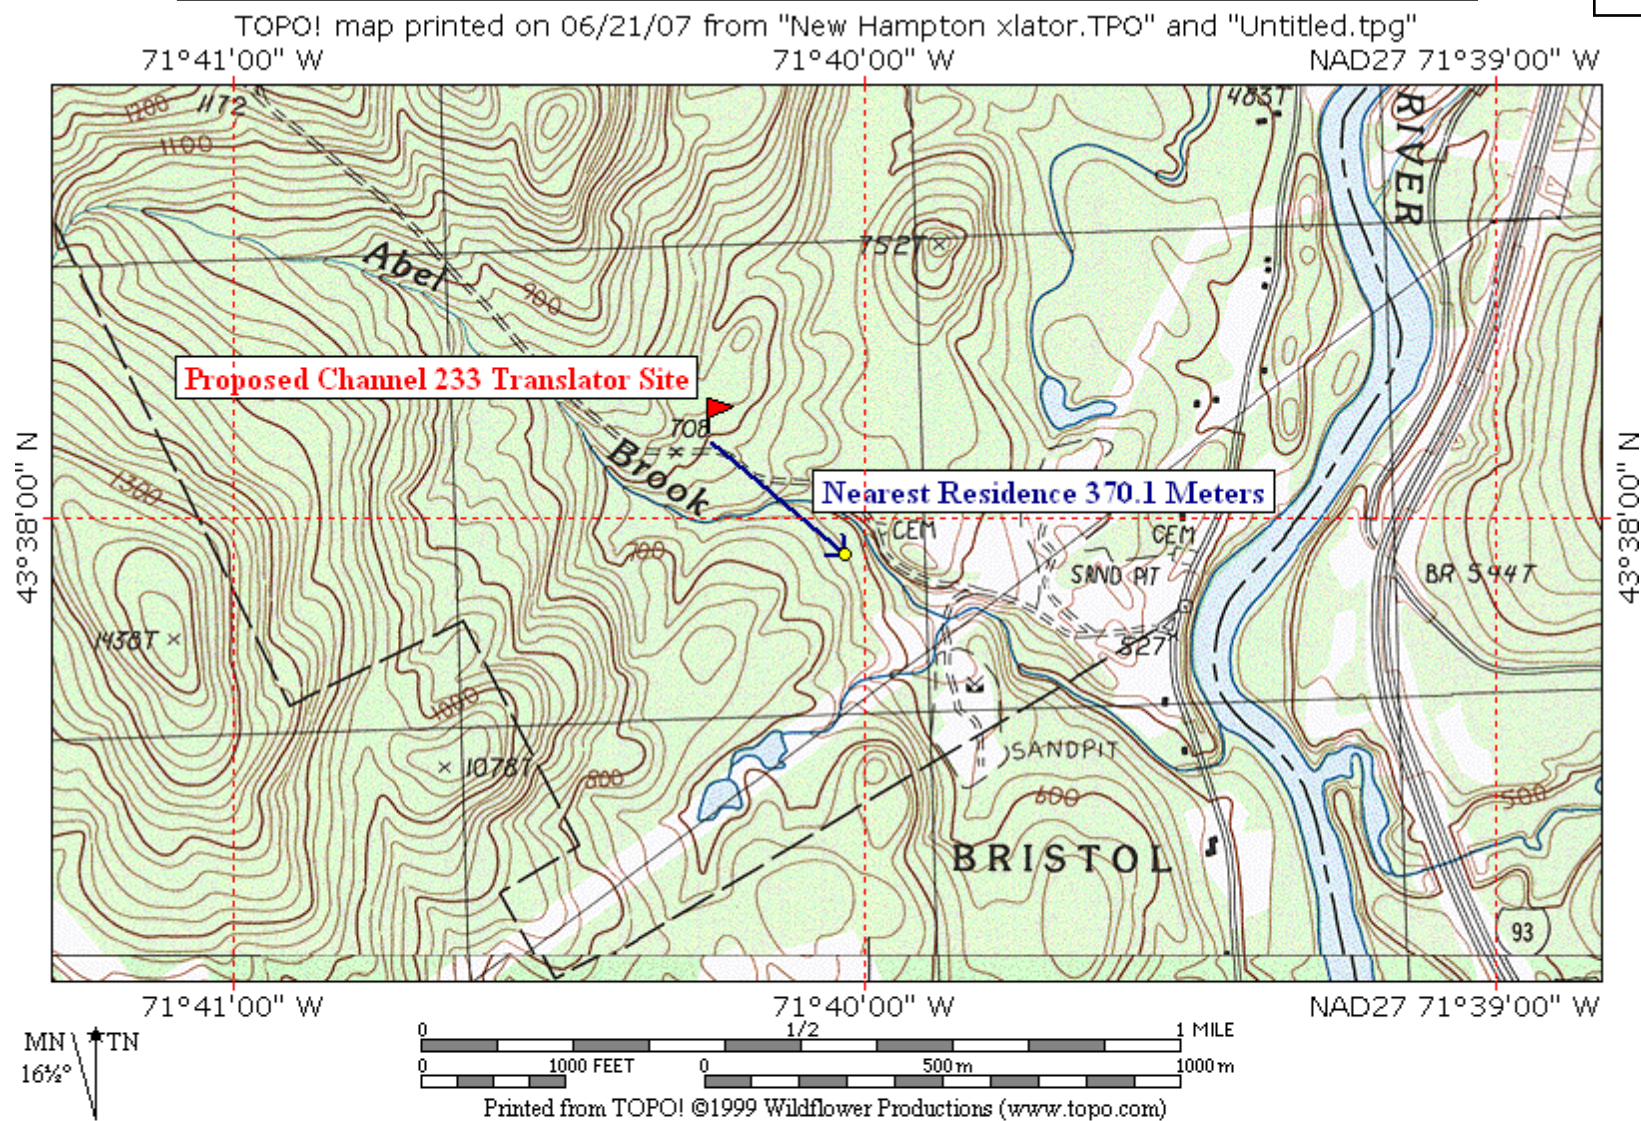 TOPO! map printed on 06/21/07 from "New Hampton xlator.TPO" and "Untitled.tpg"
71°41'00" W 71°40'00" W NAD27 71°39'00" W
1200 1172 483T
1100
RIVER
752T
Abel
900
Proposed Channel 233 Translator Site
708
Brook
Nearest Residence 370.1 Meters
1300
43°38'00" N 43°38'00" N
CEM CEM
700 SAND PIT BR 544T
1438T 527
1000
1078T SANDPIT
800 600 500
BRISTOL
93
71°41'00" W 71°40'00" W NAD27 71°39'00" W
MN TN
16½°
0 1/2 1 MILE
0 1000 FEET 0 500 m 1000 m
Printed from TOPO! ©1999 Wildflower Productions (www.topo.com)